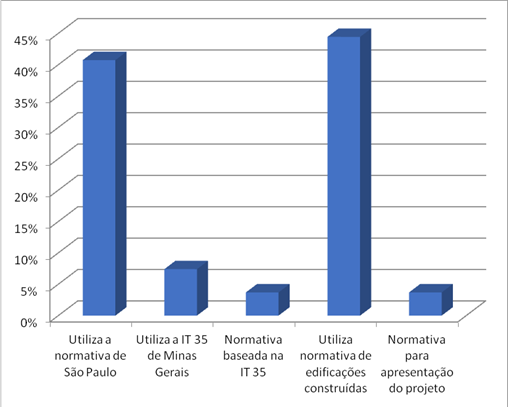 45%
40%
35%
30%
25%
20%
15%
10%
5%
0%
Utiliza a
normativa de
São Paulo
Utiliza a IT 35
de Minas
Gerais
Normativa
baseada na
IT 35
Utiliza
normativa de
edificações
construídas
Normativa
para
apresentação
do projeto